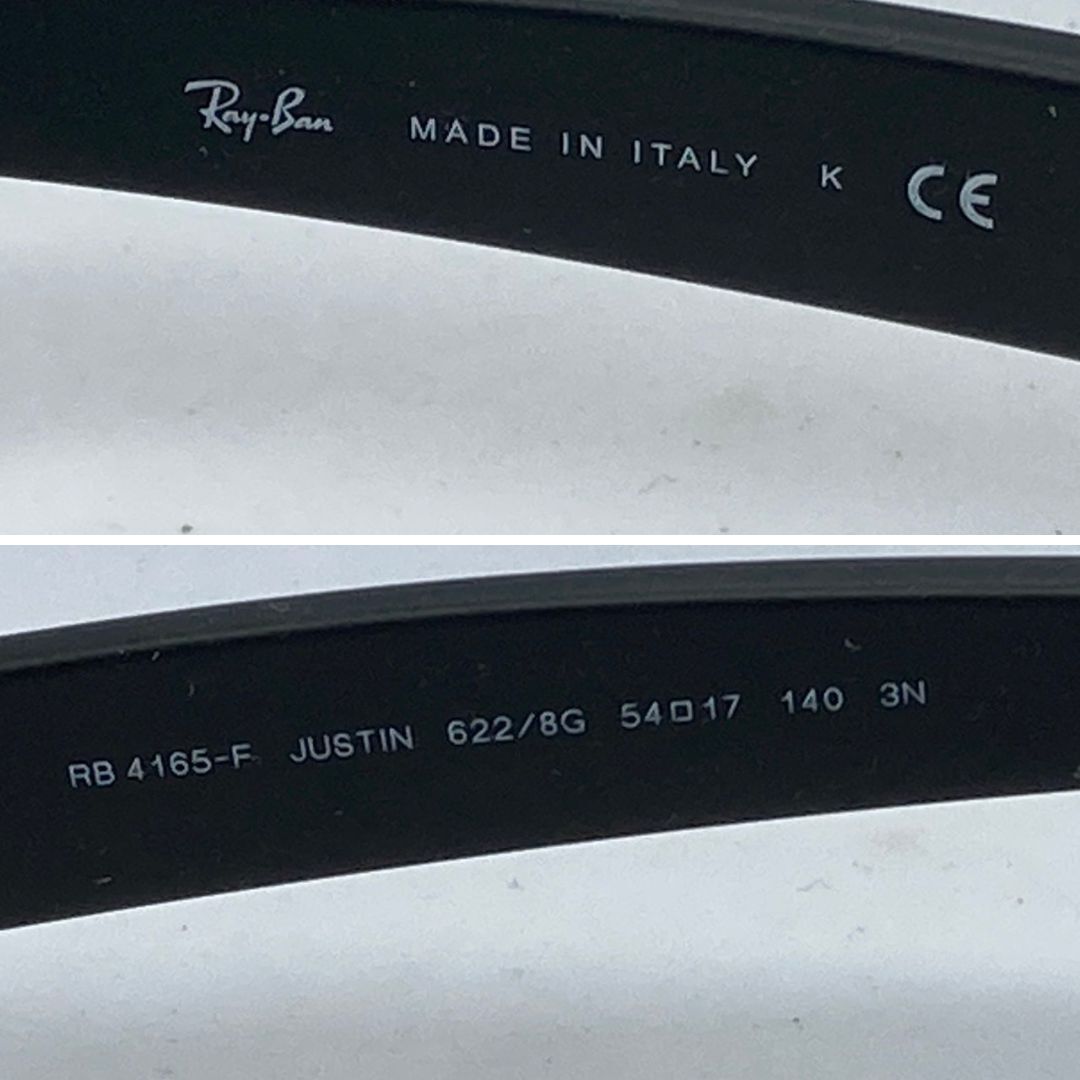 Ray-Ban MADE IN ITALY K CE
RB 4165-F JUSTIN 622/8G 54□17 140 3N